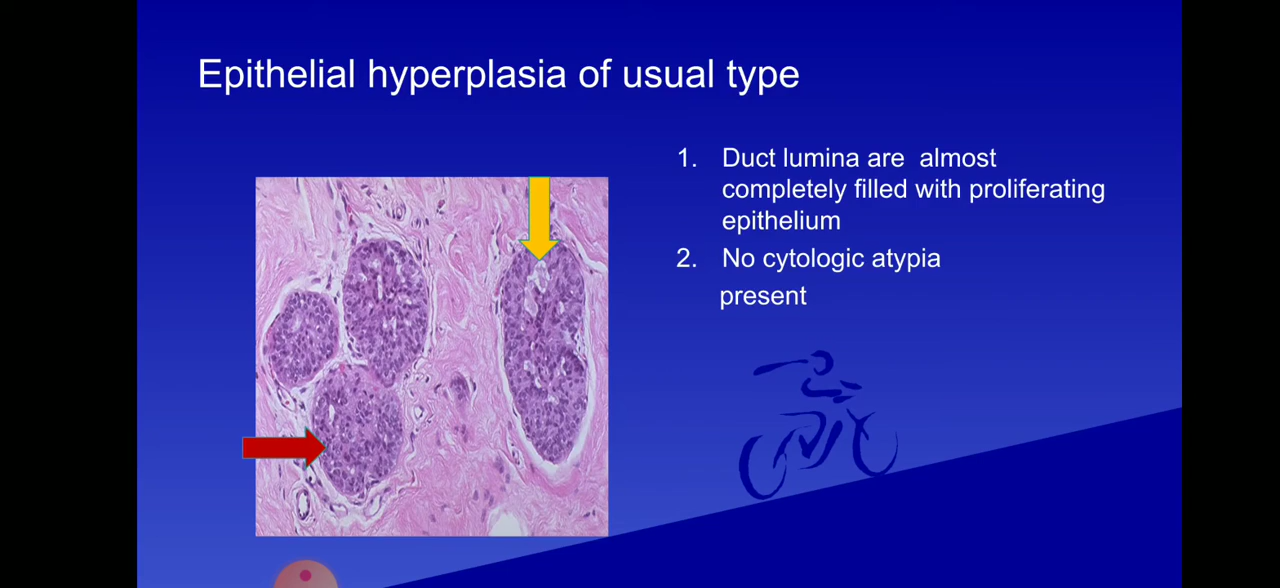 Epithelial hyperplasia of usual type
1. Duct lumina are almost
completely filled with proliferating
epithelium
2. No cytologic atypia
present